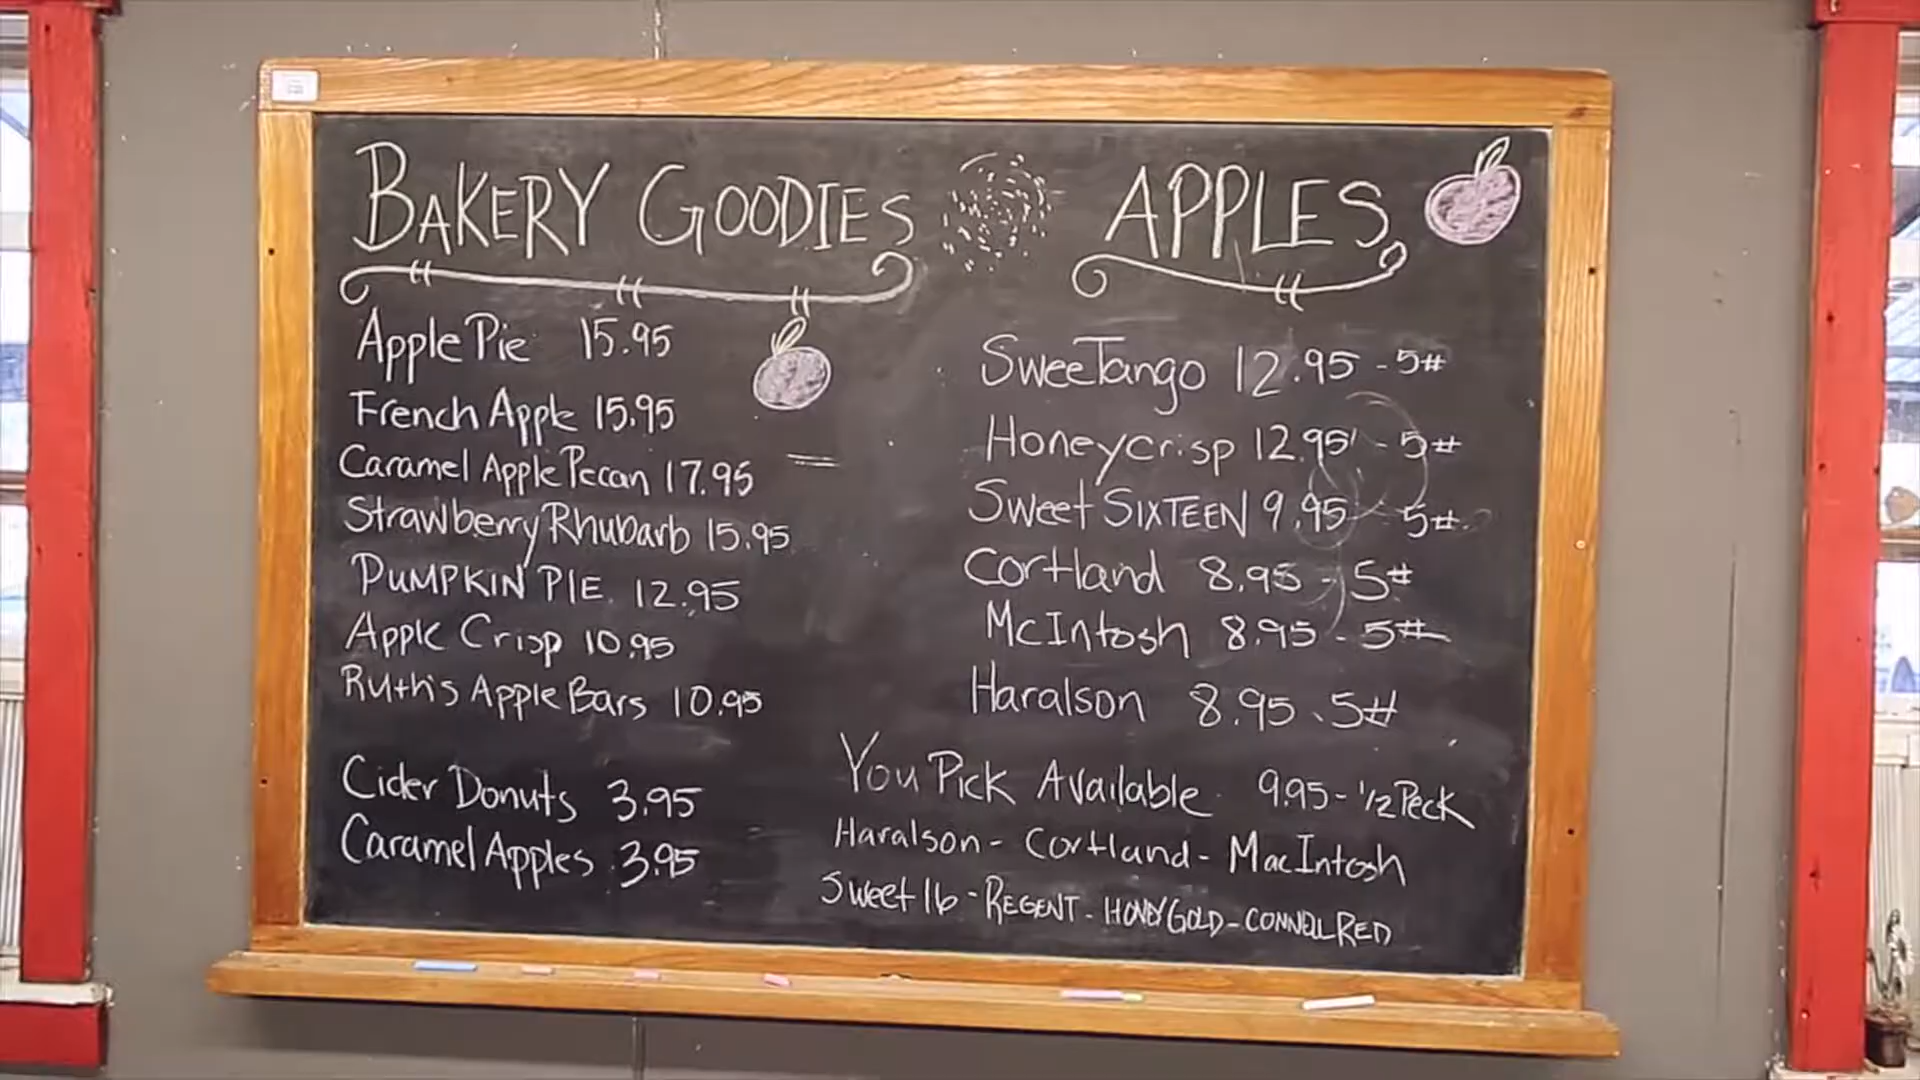 BAKERY GOODIES
Apple Pie 15.95
French Apple 15.95
Caramel Apple Pecan 17.95
Strawberry Rhubarb 15.95
PUMPKIN PIE 12.95
Apple Crisp 10.95
Ruth's Apple Bars 10.95
Cider Donuts 3.95
Caramel Apples 3.95
APPLES
SweeTango 12.95 - 5#
Honeycrisp 12.95 - 5#
Sweet SIXTEEN 9.95 5#
Cortland 8.95 - 5#
McIntosh 8.95 - 5#
Haralson 8.95 - 5#
You Pick Available 9.95 - 1/2 Peck
Haralson - Cortland - MacIntosh
Sweet 16 - REGENT - HONEYGOLD - CONNELL RED